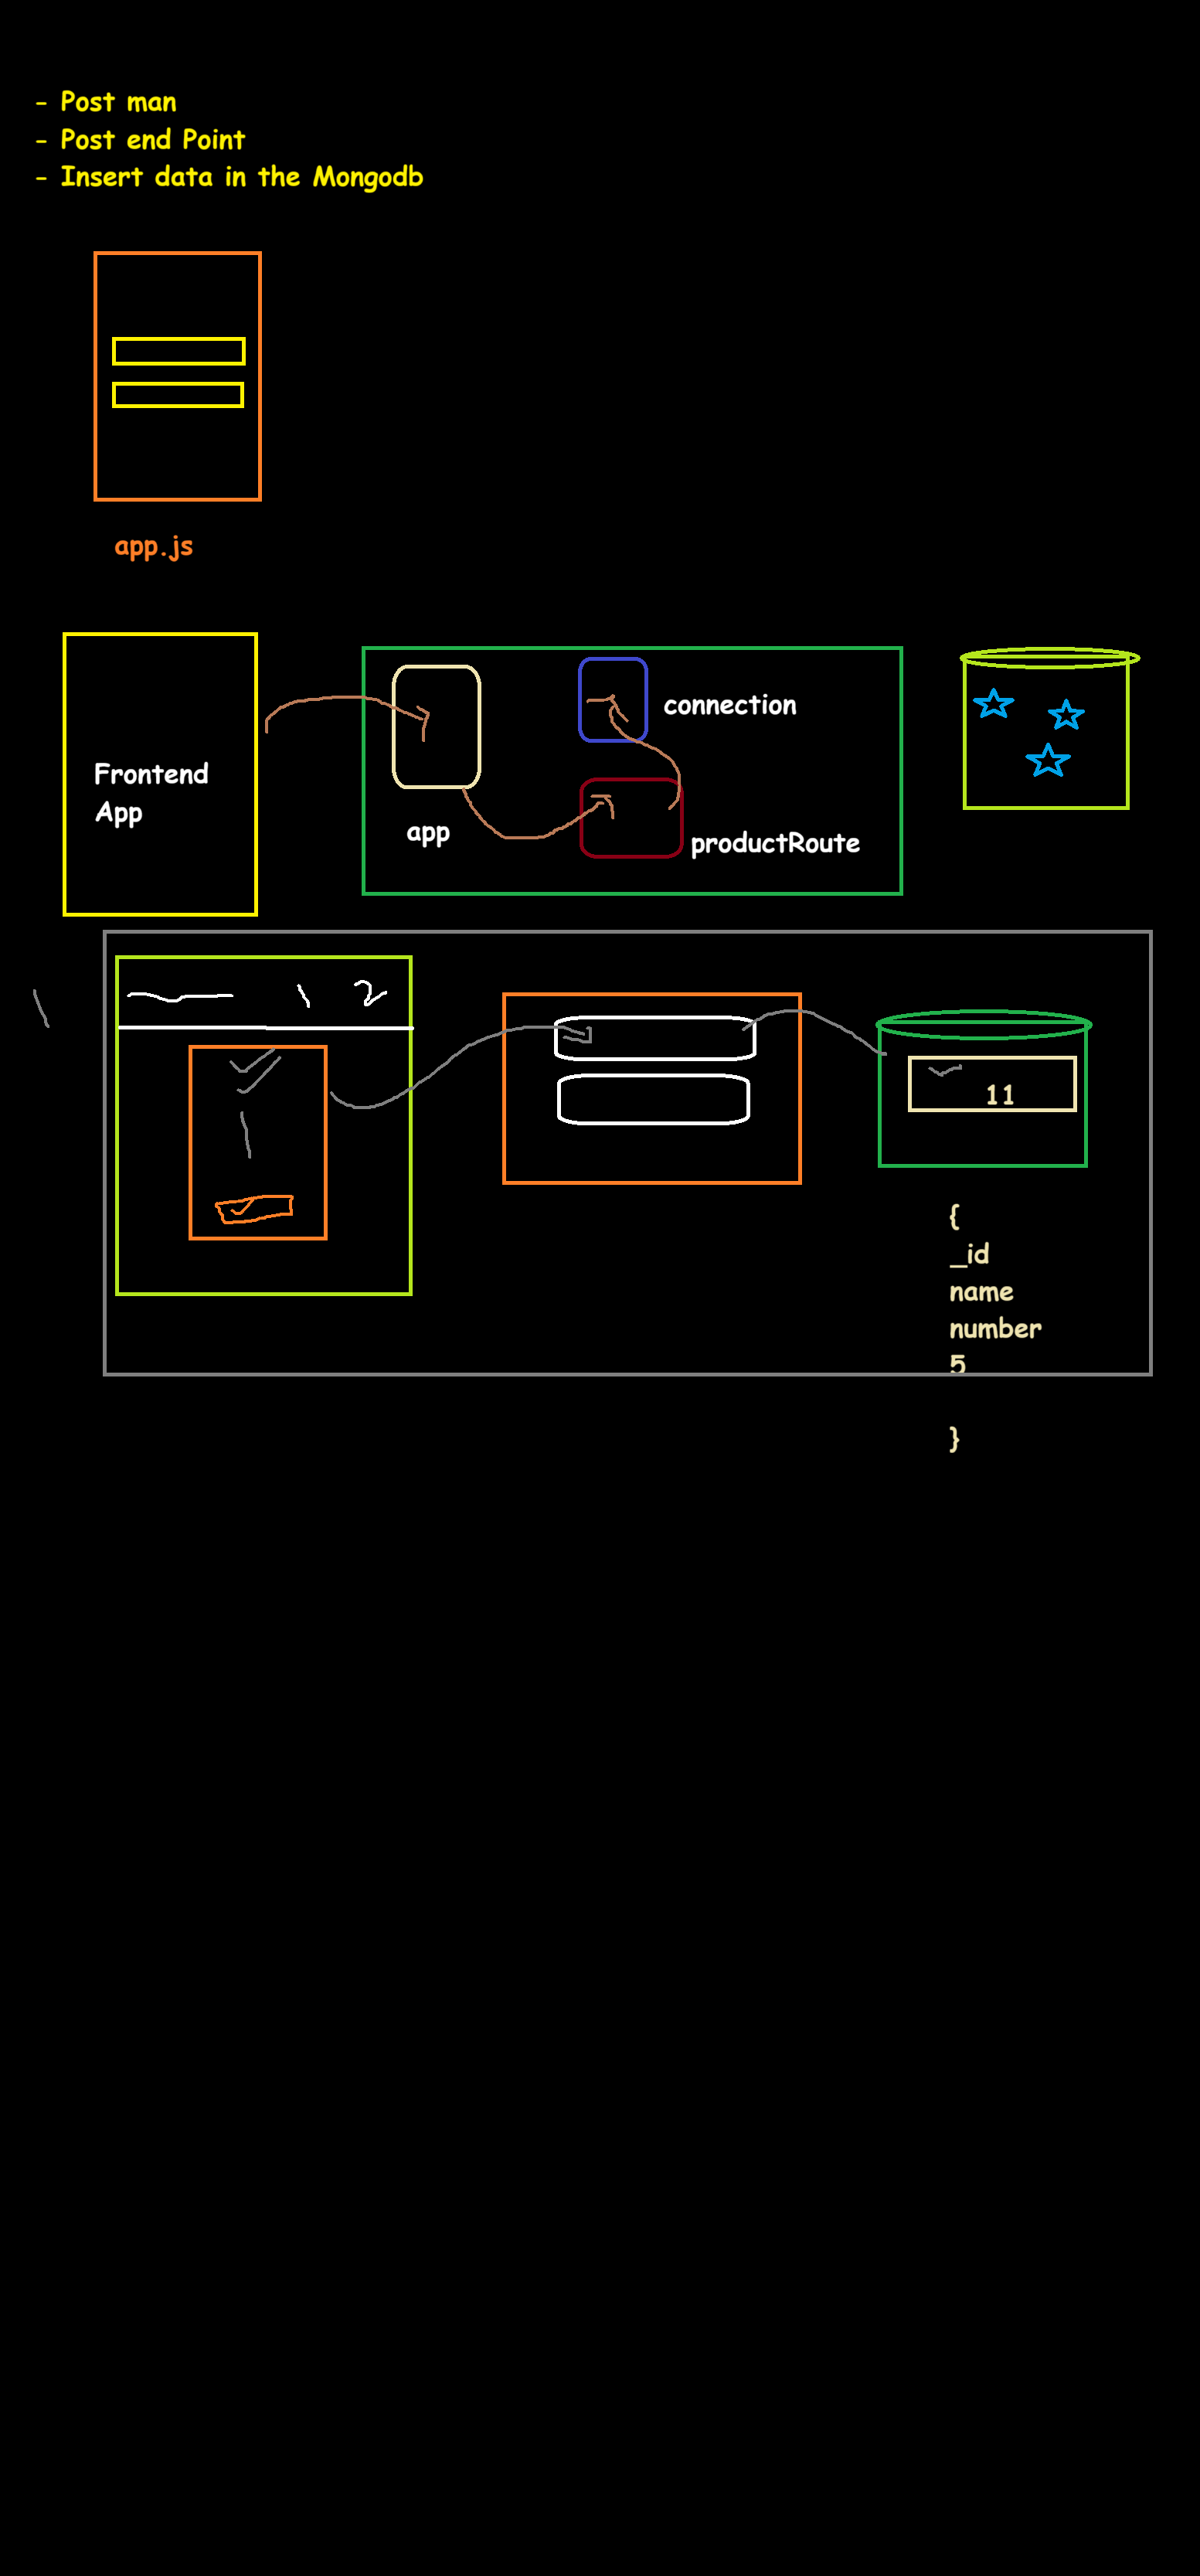 - Post man
- Post end Point
- Insert data in the Mongodb
app.js
Frontend
App
app
connection
productRoute
1 2
11
{
_id
name
number
5
}